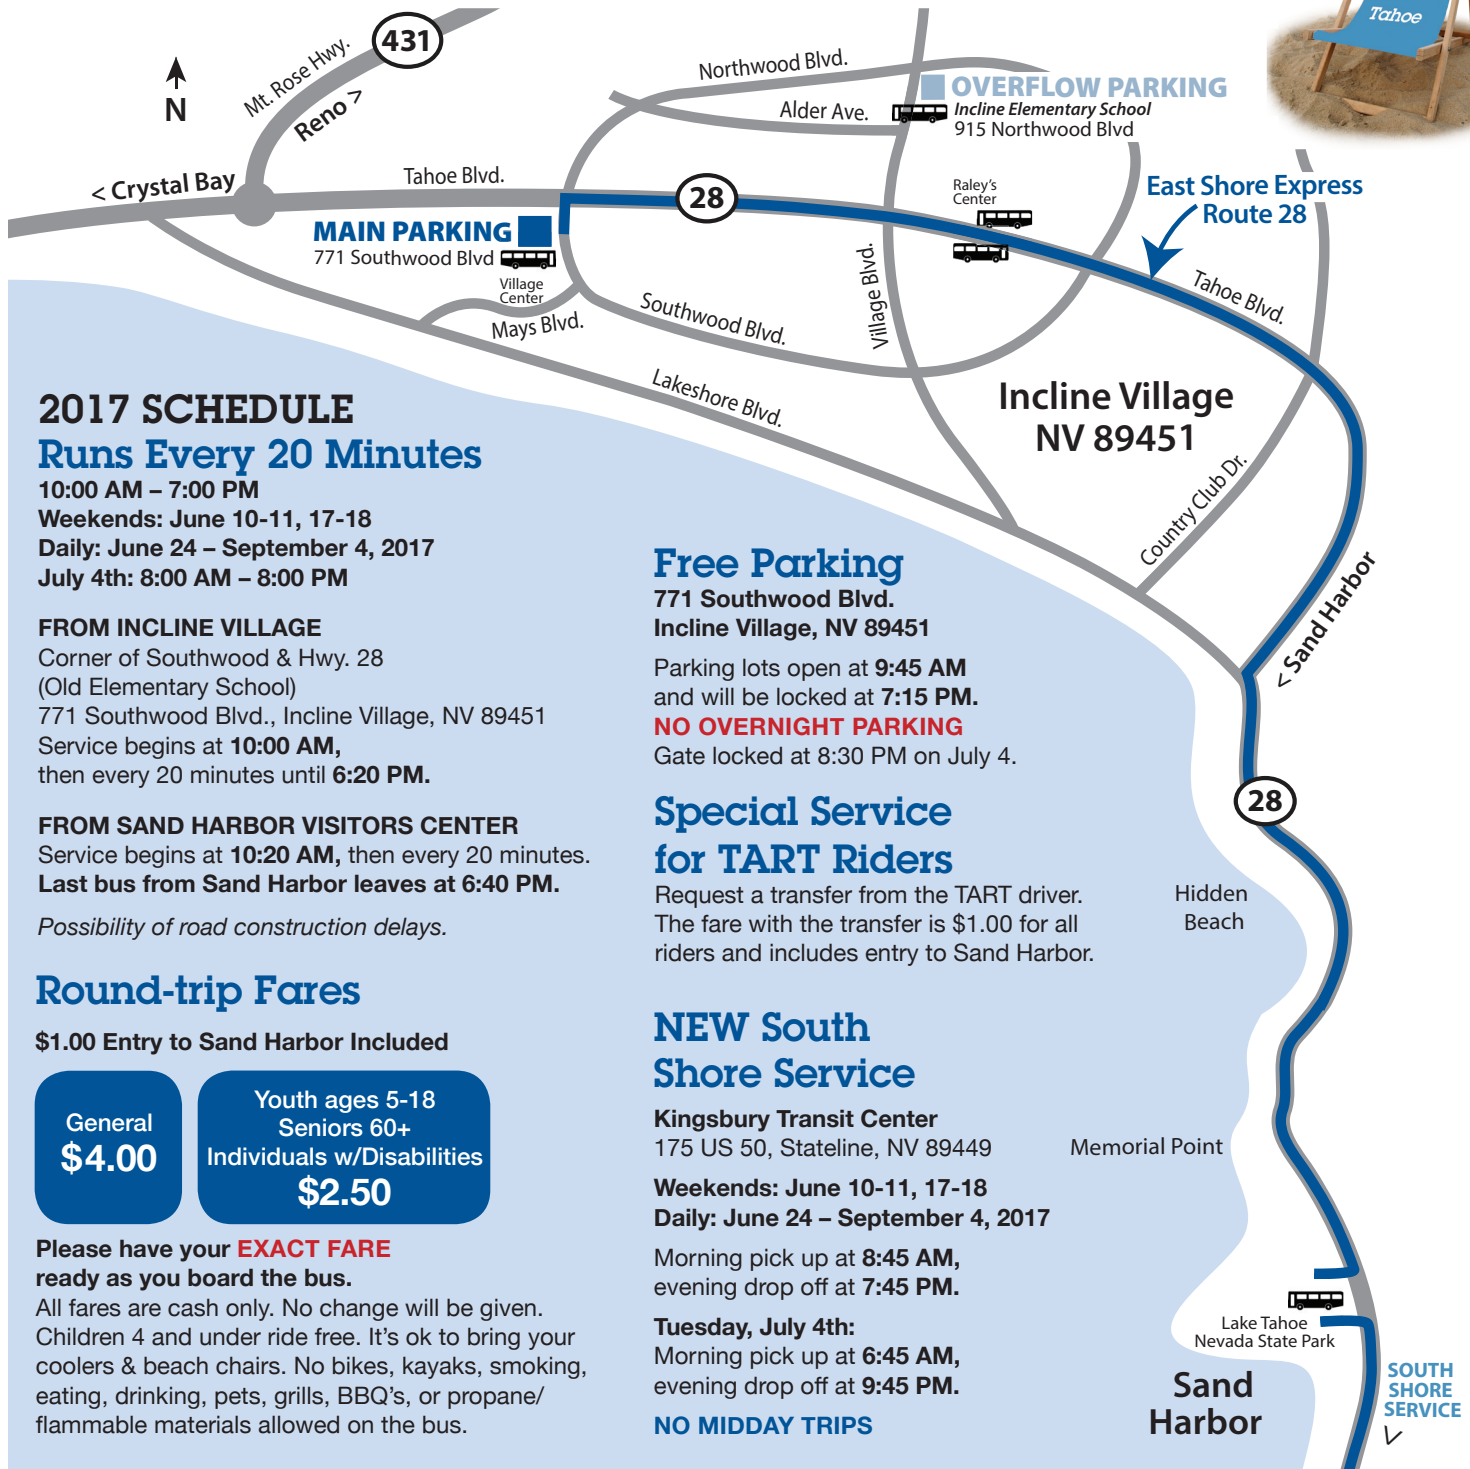 Tahoe
431
N
Mt. Rose Hwy.
Reno >
Northwood Blvd.
Alder Ave.
OVERFLOW PARKING
Incline Elementary School
915 Northwood Blvd
< Crystal Bay
Tahoe Blvd.
28
Raley's
Center
East Shore Express
Route 28
MAIN PARKING
771 Southwood Blvd
Village
Center
Mays Blvd.
Southwood Blvd.
Village Blvd.
Tahoe Blvd.
Lakeshore Blvd.
Incline Village
NV 89451
Country Club Dr.
< Sand Harbor
28
2017 SCHEDULE
Runs Every 20 Minutes
10:00 AM – 7:00 PM
Weekends: June 10-11, 17-18
Daily: June 24 – September 4, 2017
July 4th: 8:00 AM – 8:00 PM
FROM INCLINE VILLAGE
Corner of Southwood & Hwy. 28
(Old Elementary School)
771 Southwood Blvd., Incline Village, NV 89451
Service begins at 10:00 AM,
then every 20 minutes until 6:20 PM.
FROM SAND HARBOR VISITORS CENTER
Service begins at 10:20 AM, then every 20 minutes.
Last bus from Sand Harbor leaves at 6:40 PM.
Possibility of road construction delays.
Round-trip Fares
$1.00 Entry to Sand Harbor Included
General
$4.00
Youth ages 5-18
Seniors 60+
Individuals w/Disabilities
$2.50
Please have your EXACT FARE
ready as you board the bus.
All fares are cash only. No change will be given.
Children 4 and under ride free. It's ok to bring your
coolers & beach chairs. No bikes, kayaks, smoking,
eating, drinking, pets, grills, BBQ's, or propane/
flammable materials allowed on the bus.
Free Parking
771 Southwood Blvd.
Incline Village, NV 89451
Parking lots open at 9:45 AM
and will be locked at 7:15 PM.
NO OVERNIGHT PARKING
Gate locked at 8:30 PM on July 4.
Special Service
for TART Riders
Request a transfer from the TART driver.
The fare with the transfer is $1.00 for all
riders and includes entry to Sand Harbor.
NEW South
Shore Service
Kingsbury Transit Center
175 US 50, Stateline, NV 89449
Weekends: June 10-11, 17-18
Daily: June 24 – September 4, 2017
Morning pick up at 8:45 AM,
evening drop off at 7:45 PM.
Tuesday, July 4th:
Morning pick up at 6:45 AM,
evening drop off at 9:45 PM.
NO MIDDAY TRIPS
Hidden
Beach
Memorial Point
Lake Tahoe
Nevada State Park
Sand
Harbor
SOUTH
SHORE
SERVICE
>